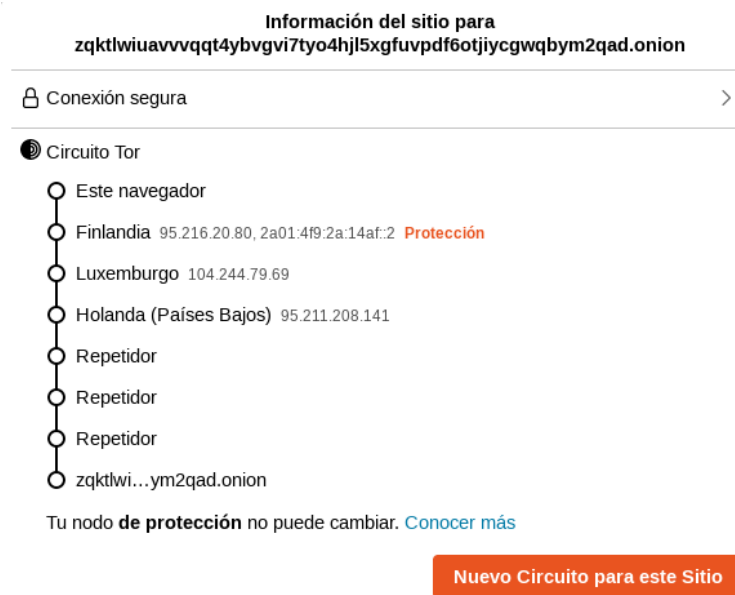 Información del sitio para
zqktlwiuavvvqqt4ybvgvi7tyo4hjl5xgfuvpdf6otjiycgwqbym2qad.onion
Conexión segura
Circuito Tor
Este navegador
Finlandia 95.216.20.80, 2a01:4f9:2a:14af::2 Protección
Luxemburgo 104.244.79.69
Holanda (Países Bajos) 95.211.208.141
Repetidor
Repetidor
Repetidor
zqktlwi…ym2qad.onion
Tu nodo de protección no puede cambiar. Conocer más
Nuevo Circuito para este Sitio